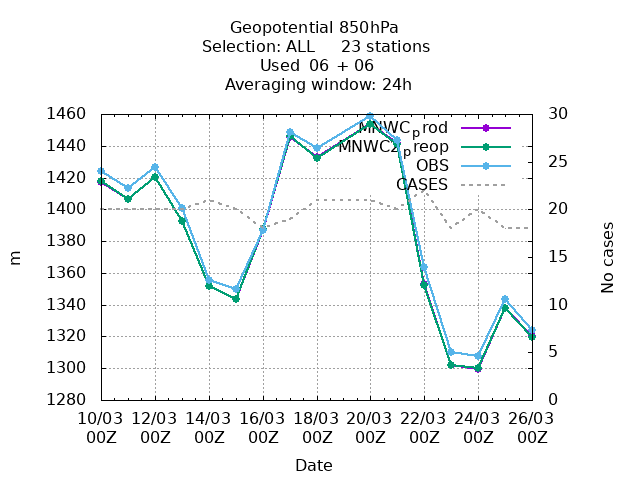 Geopotential 850hPa
Selection: ALL 23 stations
Used 06 + 06
Averaging window: 24h
MNWC_prod
MNWC2_preop
OBS
CASES
1460
1440
1420
1400
1380
1360
1340
1320
1300
1280
30
25
20
15
10
5
0
m
No cases
10/03 12/03 14/03 16/03 18/03 20/03 22/03 24/03 26/03
00Z 00Z 00Z 00Z 00Z 00Z 00Z 00Z 00Z
Date